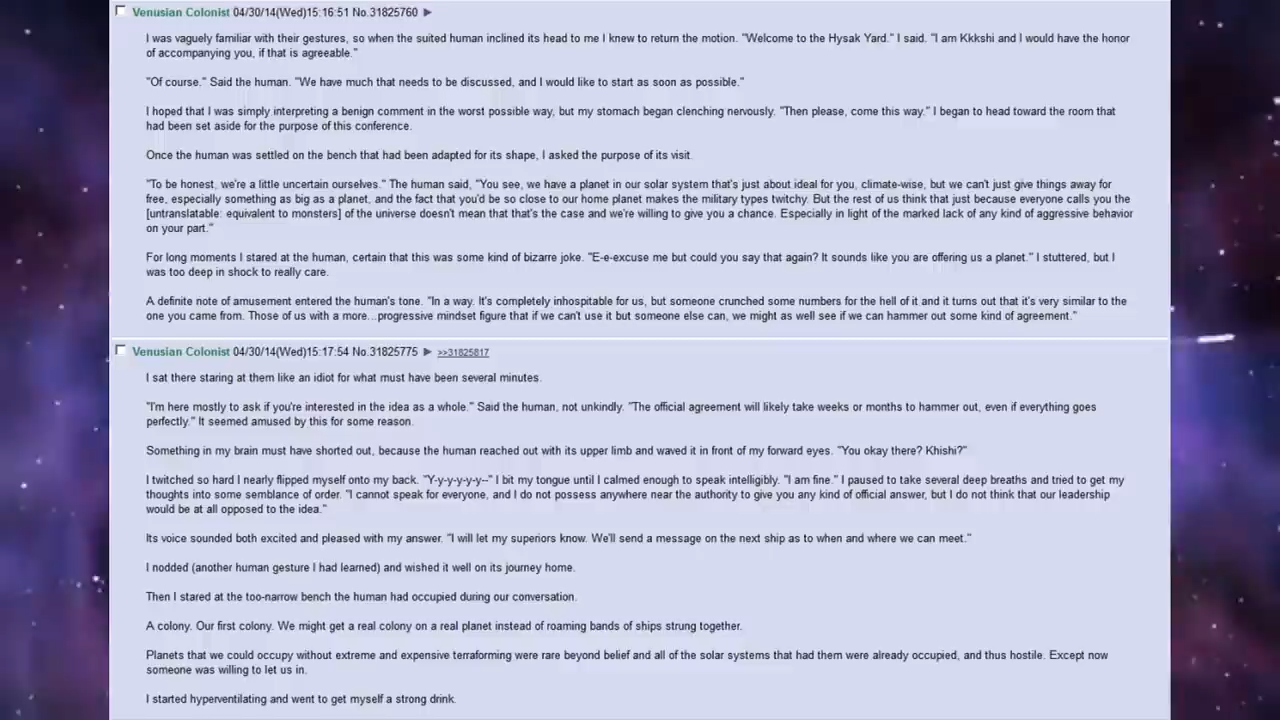 Venusian Colonist 04/30/14(Wed)15:16:51 No.31825760 ▶
I was vaguely familiar with their gestures, so when the suited human inclined its head to me I knew to return the motion. "Welcome to the Hysak Yard." I said. "I am Kkkshi and I would have the honor
of accompanying you, if that is agreeable."
"Of course." Said the human. "We have much that needs to be discussed, and I would like to start as soon as possible."
I hoped that I was simply interpreting a benign comment in the worst possible way, but my stomach began clenching nervously. "Then please, come this way." I began to head toward the room that
had been set aside for the purpose of this conference.
Once the human was settled on the bench that had been adapted for its shape, I asked the purpose of its visit.
"To be honest, we're a little uncertain ourselves." The human said, "You see, we have a planet in our solar system that's just about ideal for you, climate-wise, but we can't just give things away for
free, especially something as big as a planet, and the fact that you'd be so close to our home planet makes the military types twitchy. But the rest of us think that just because everyone calls you the
[untranslatable: equivalent to monsters] of the universe doesn't mean that that's the case and we're willing to give you a chance. Especially in light of the marked lack of any kind of aggressive behavior
on your part."
For long moments I stared at the human, certain that this was some kind of bizarre joke. "E-e-excuse me but could you say that again? It sounds like you are offering us a planet." I stuttered, but I
was too deep in shock to really care.
A definite note of amusement entered the human's tone. "In a way. It's completely inhospitable for us, but someone crunched some numbers for the hell of it and it turns out that it's very similar to the
one you came from. Those of us with a more...progressive mindset figure that if we can't use it but someone else can, we might as well see if we can hammer out some kind of agreement."
Venusian Colonist 04/30/14(Wed)15:17:54 No.31825775 ▶ >>31825817
I sat there staring at them like an idiot for what must have been several minutes.
"I'm here mostly to ask if you're interested in the idea as a whole." Said the human, not unkindly. "The official agreement will likely take weeks or months to hammer out, even if everything goes
perfectly." It seemed amused by this for some reason.
Something in my brain must have shorted out, because the human reached out with its upper limb and waved it in front of my forward eyes. "You okay there? Khishi?"
I twitched so hard I nearly flipped myself onto my back. "Y-y-y-y-y-y--" I bit my tongue until I calmed enough to speak intelligibly. "I am fine." I paused to take several deep breaths and tried to get my
thoughts into some semblance of order. "I cannot speak for everyone, and I do not possess anywhere near the authority to give you any kind of official answer, but I do not think that our leadership
would be at all opposed to the idea."
Its voice sounded both excited and pleased with my answer. "I will let my superiors know. We'll send a message on the next ship as to when and where we can meet."
I nodded (another human gesture I had learned) and wished it well on its journey home.
Then I stared at the too-narrow bench the human had occupied during our conversation.
A colony. Our first colony. We might get a real colony on a real planet instead of roaming bands of ships strung together.
Planets that we could occupy without extreme and expensive terraforming were rare beyond belief and all of the solar systems that had them were already occupied, and thus hostile. Except now
someone was willing to let us in.
I started hyperventilating and went to get myself a strong drink.